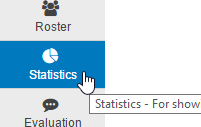 Roster
Statistics
Statistics - For show
Evaluation